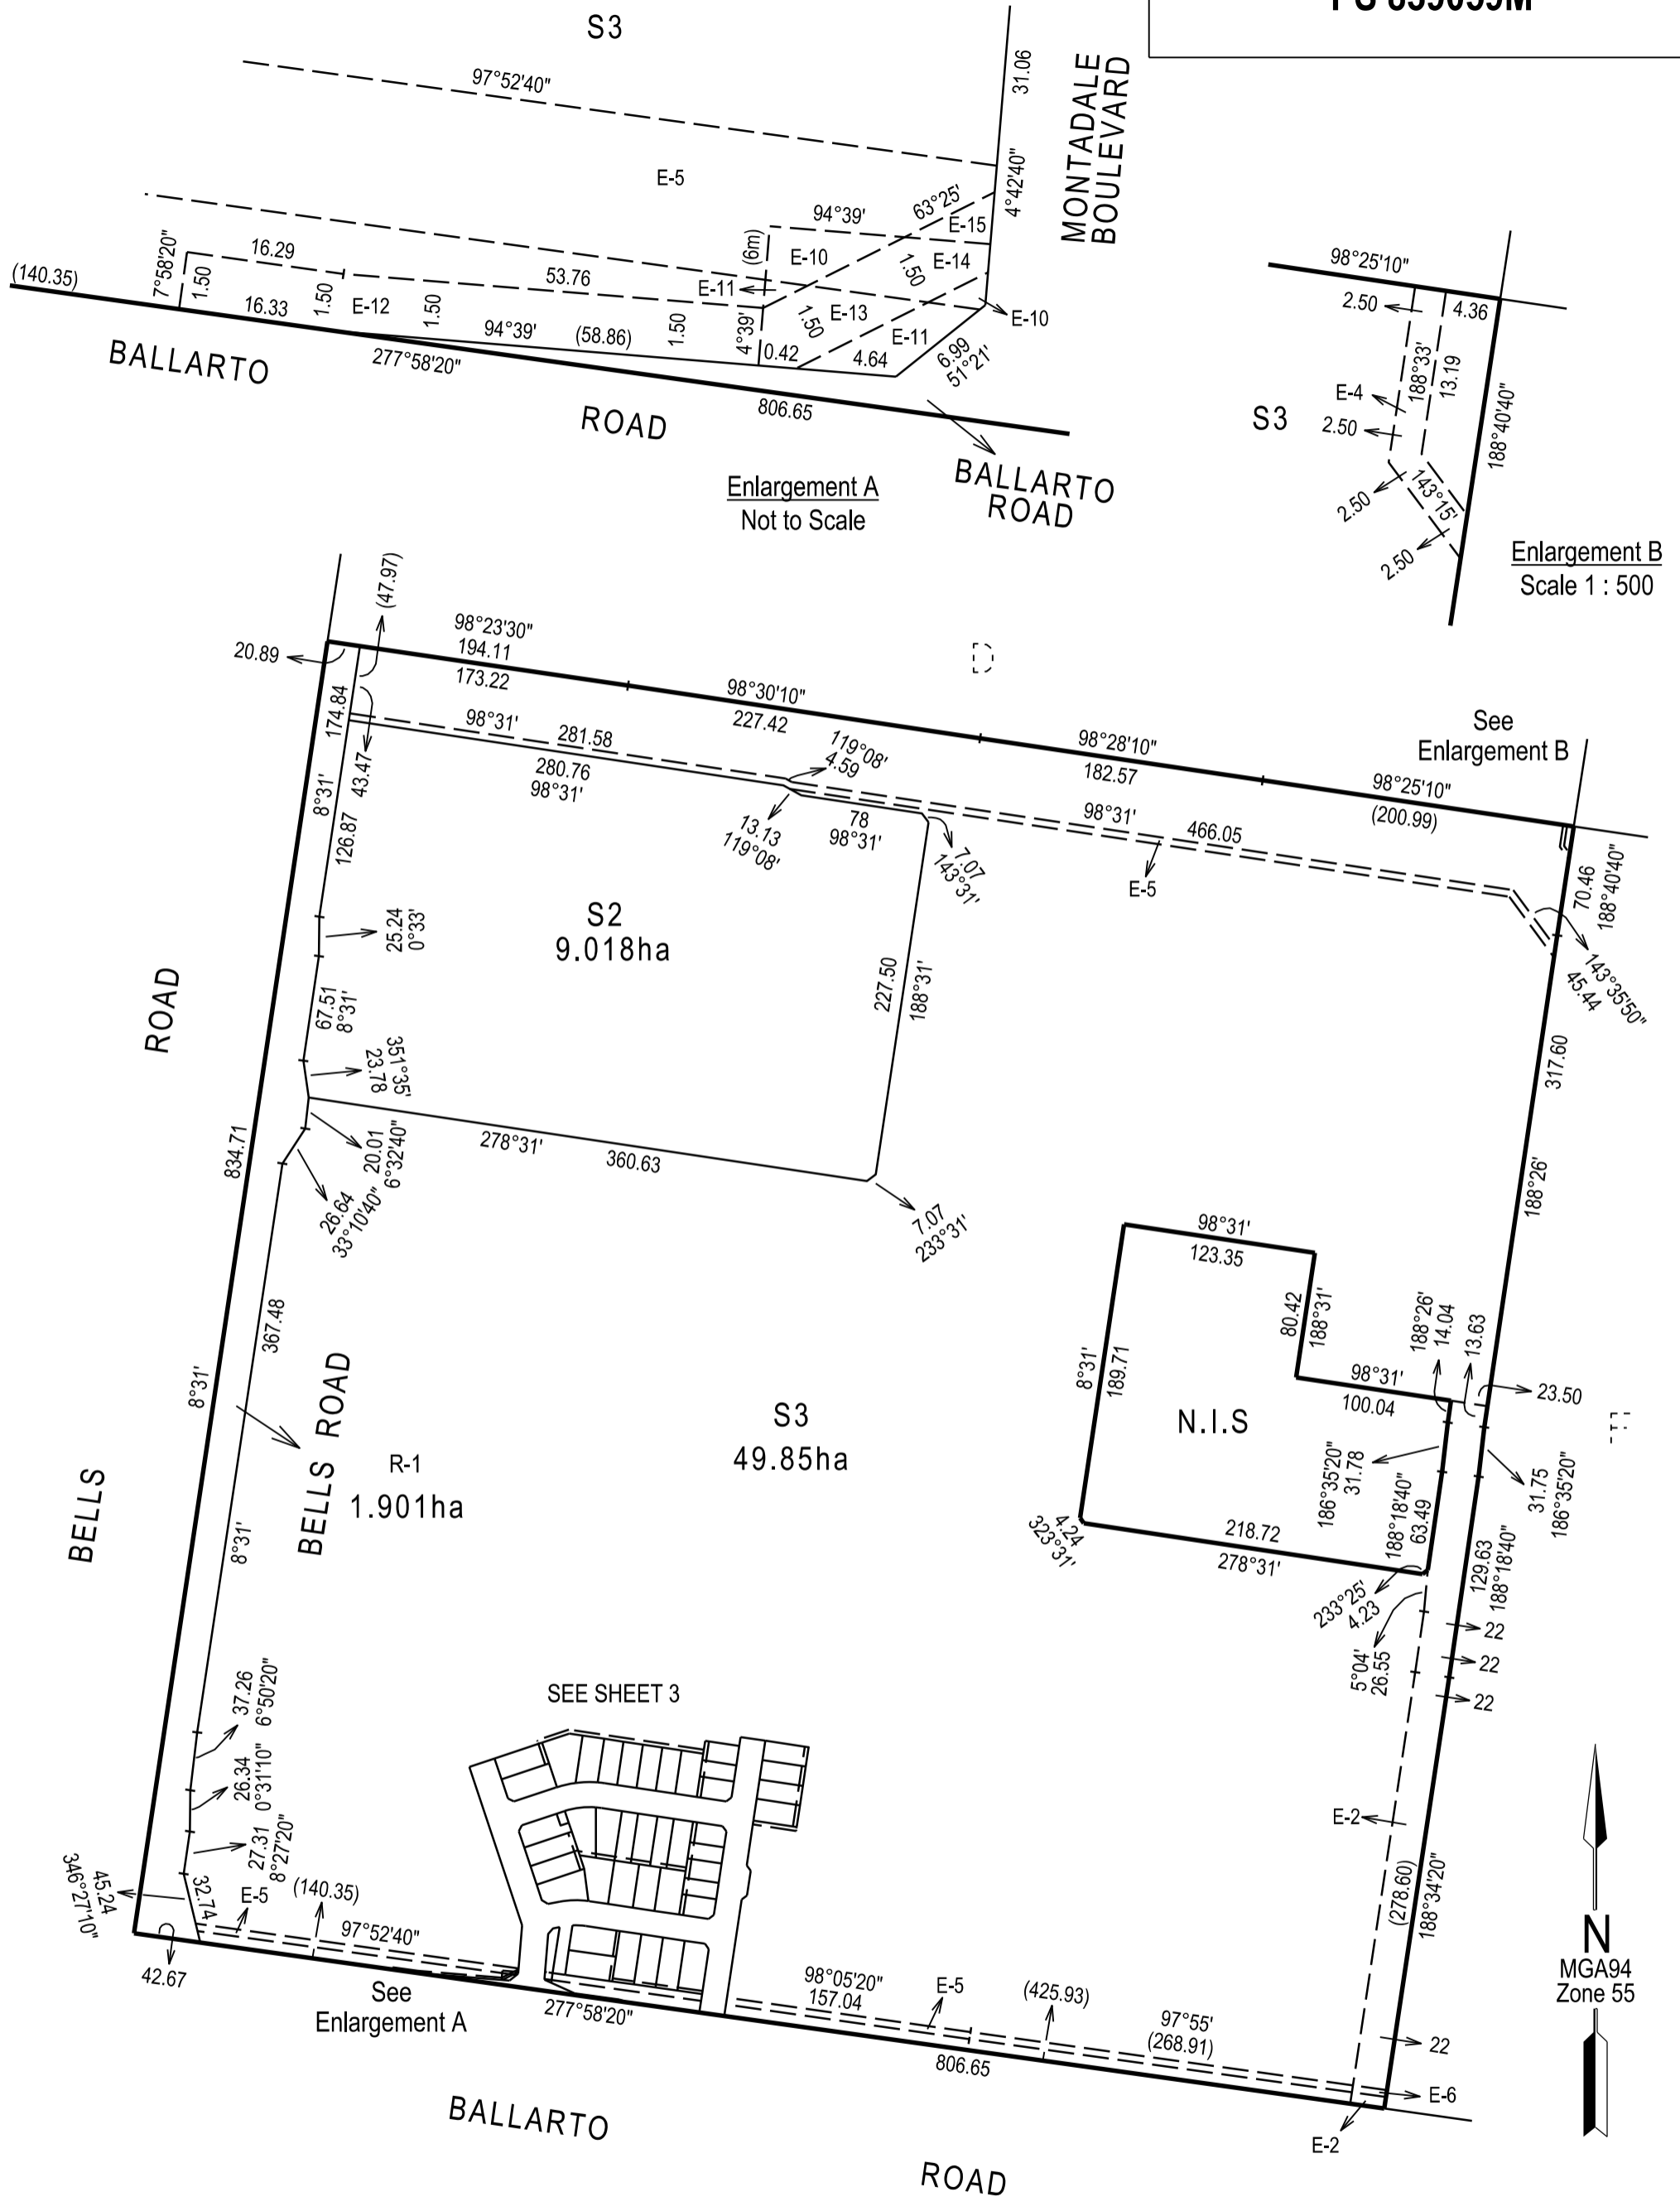 S3
97°52'40"
E-5
31.06
4°42'40"
MONTADALE
BOULEVARD
63°25'
94°39'
E-15
(6m)
E-10
E-14
1.50
E-11
E-13
1.50
E-11
E-10
(140.35)
7°58'20"
1.50
16.29
16.33
1.50
E-12
1.50
53.76
94°39'
(58.86)
1.50
4°39'
0.42
4.64
6.99
51°21'
277°58'20"
806.65
BALLARTO
ROAD
BALLARTO
ROAD
Enlargement A
Not to Scale
98°25'10"
2.50
4.36
188°33'
13.19
E-4
S3
2.50
188°40'40"
143°15'
2.50
2.50
Enlargement B
Scale 1 : 500
(47.97)
20.89
98°23'30"
194.11
173.22
98°30'10"
227.42
98°28'10"
182.57
See
Enlargement B
98°25'10"
(200.99)
174.84
43.47
8°31'
126.87
98°31'
281.58
280.76
98°31'
119°08'
4.59
13.13
119°08'
78
98°31'
7.07
143°31'
98°31'
466.05
E-5
70.46
188°40'40"
143°35'50"
45.44
S2
9.018ha
25.24
0°33'
67.51
8°31'
351°35'
23.78
227.50
188°31'
317.60
188°26'
ROAD
834.71
20.01
6°32'40"
26.64
33°10'40"
278°31'
360.63
7.07
233°31'
98°31'
123.35
80.42
188°31'
8°31'
189.71
188°26'
14.04
13.63
98°31'
100.04
23.50
N.I.S
367.48
8°31'
BELLS ROAD
R-1
1.901ha
S3
49.85ha
186°35'20"
31.78
31.75
186°35'20"
188°18'40"
63.49
4.24
323°31'
218.72
278°31'
129.63
188°18'40"
233°25'
4.23
5°04'
26.55
22
22
22
BELLS
8°31'
SEE SHEET 3
37.26
6°50'20"
26.34
0°31'10"
27.31
8°27'20"
45.24
346°27'10"
32.74
E-5
(140.35)
97°52'40"
42.67
See
Enlargement A
277°58'20"
98°05'20"
157.04
E-5
(425.93)
97°55'
(268.91)
806.65
E-2
(278.60)
188°34'20"
22
E-6
E-2
N
MGA94
Zone 55
BALLARTO
ROAD